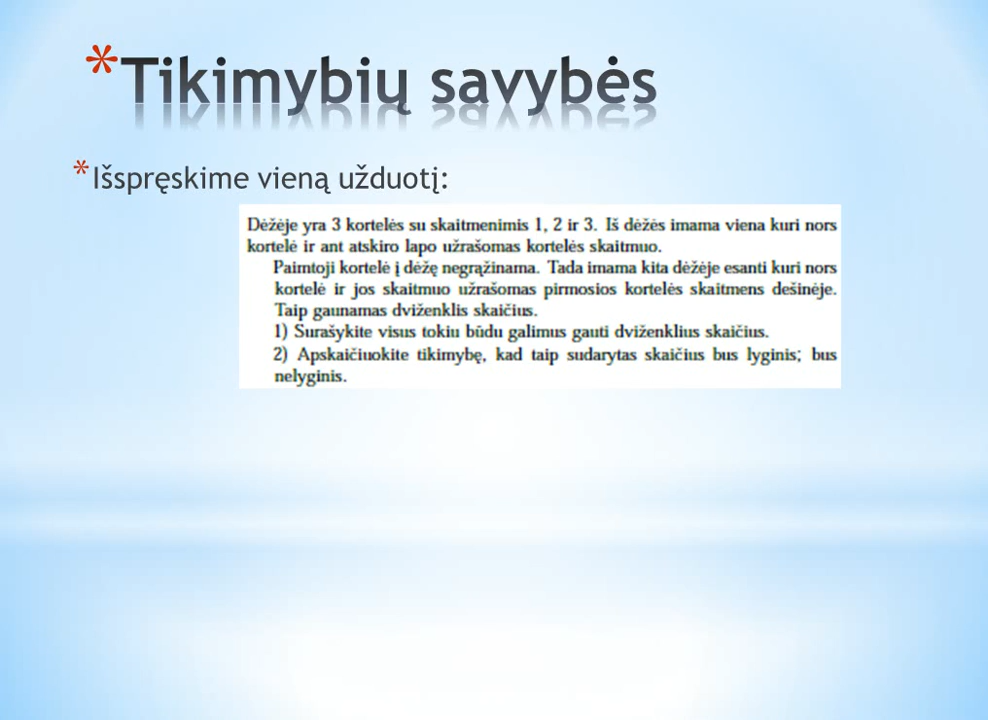 *Tikimybių savybės
*Išspręskime vieną užduotį:
Dėžėje yra 3 kortelės su skaitmenimis 1, 2 ir 3. Iš dėžės imama viena kuri nors
kortelė ir ant atskiro lapo užrašomas kortelės skaitmuo.
Paimtoji kortelė į dėžę negrąžinama. Tada imama kita dėžėje esanti kuri nors
kortelė ir jos skaitmuo užrašomas pirmosios kortelės skaitmens dešinėje.
Taip gaunamas dviženklis skaičius.
1) Surašykite visus tokiu būdu galimus gauti dviženklius skaičius.
2) Apskaičiuokite tikimybę, kad taip sudarytas skaičius bus lyginis; bus
nelyginis.